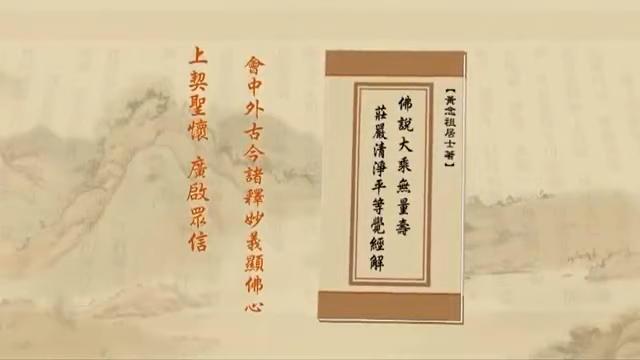 【黃念祖居士著】
佛說大乘無量壽
莊嚴清淨平等覺經解
會中外古今諸釋妙義顯佛心
上契聖懷 廣啟眾信